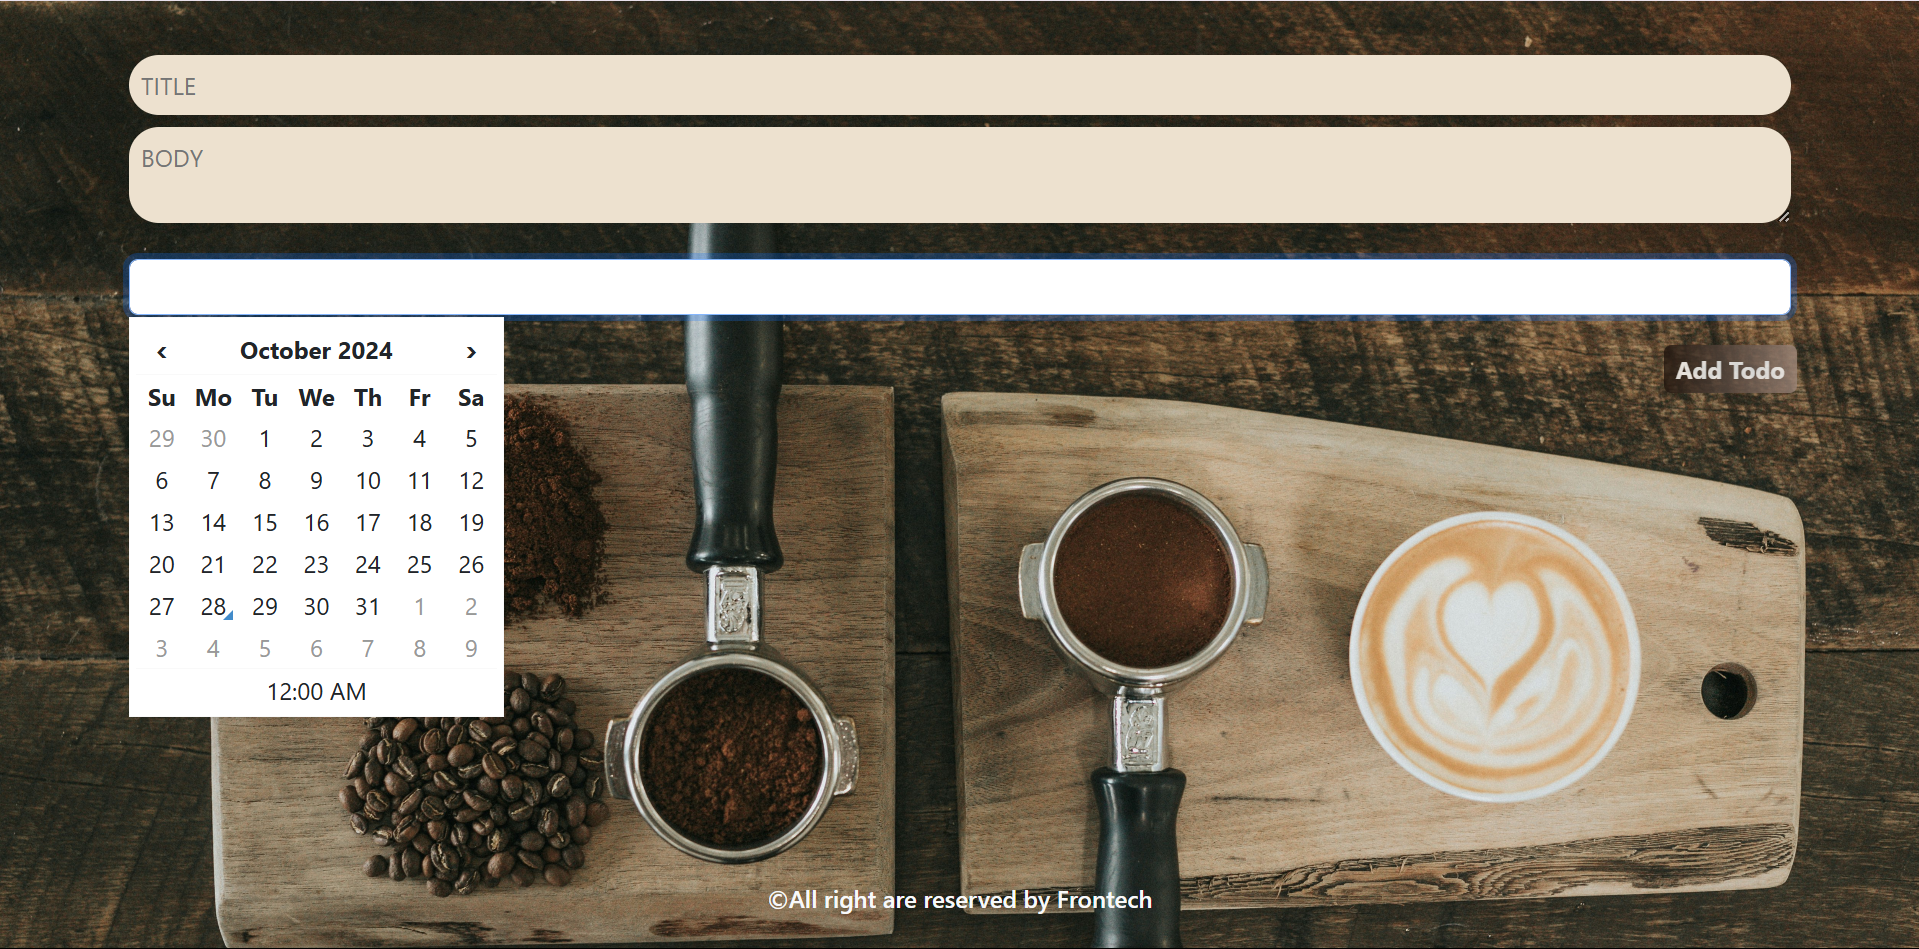 TITLE
BODY
‹ October 2024 ›
Add Todo
Su Mo Tu We Th Fr Sa
29 30 1 2 3 4 5
6 7 8 9 10 11 12
13 14 15 16 17 18 19
20 21 22 23 24 25 26
27 28 29 30 31 1 2
3 4 5 6 7 8 9
12:00 AM
©All right are reserved by Frontech